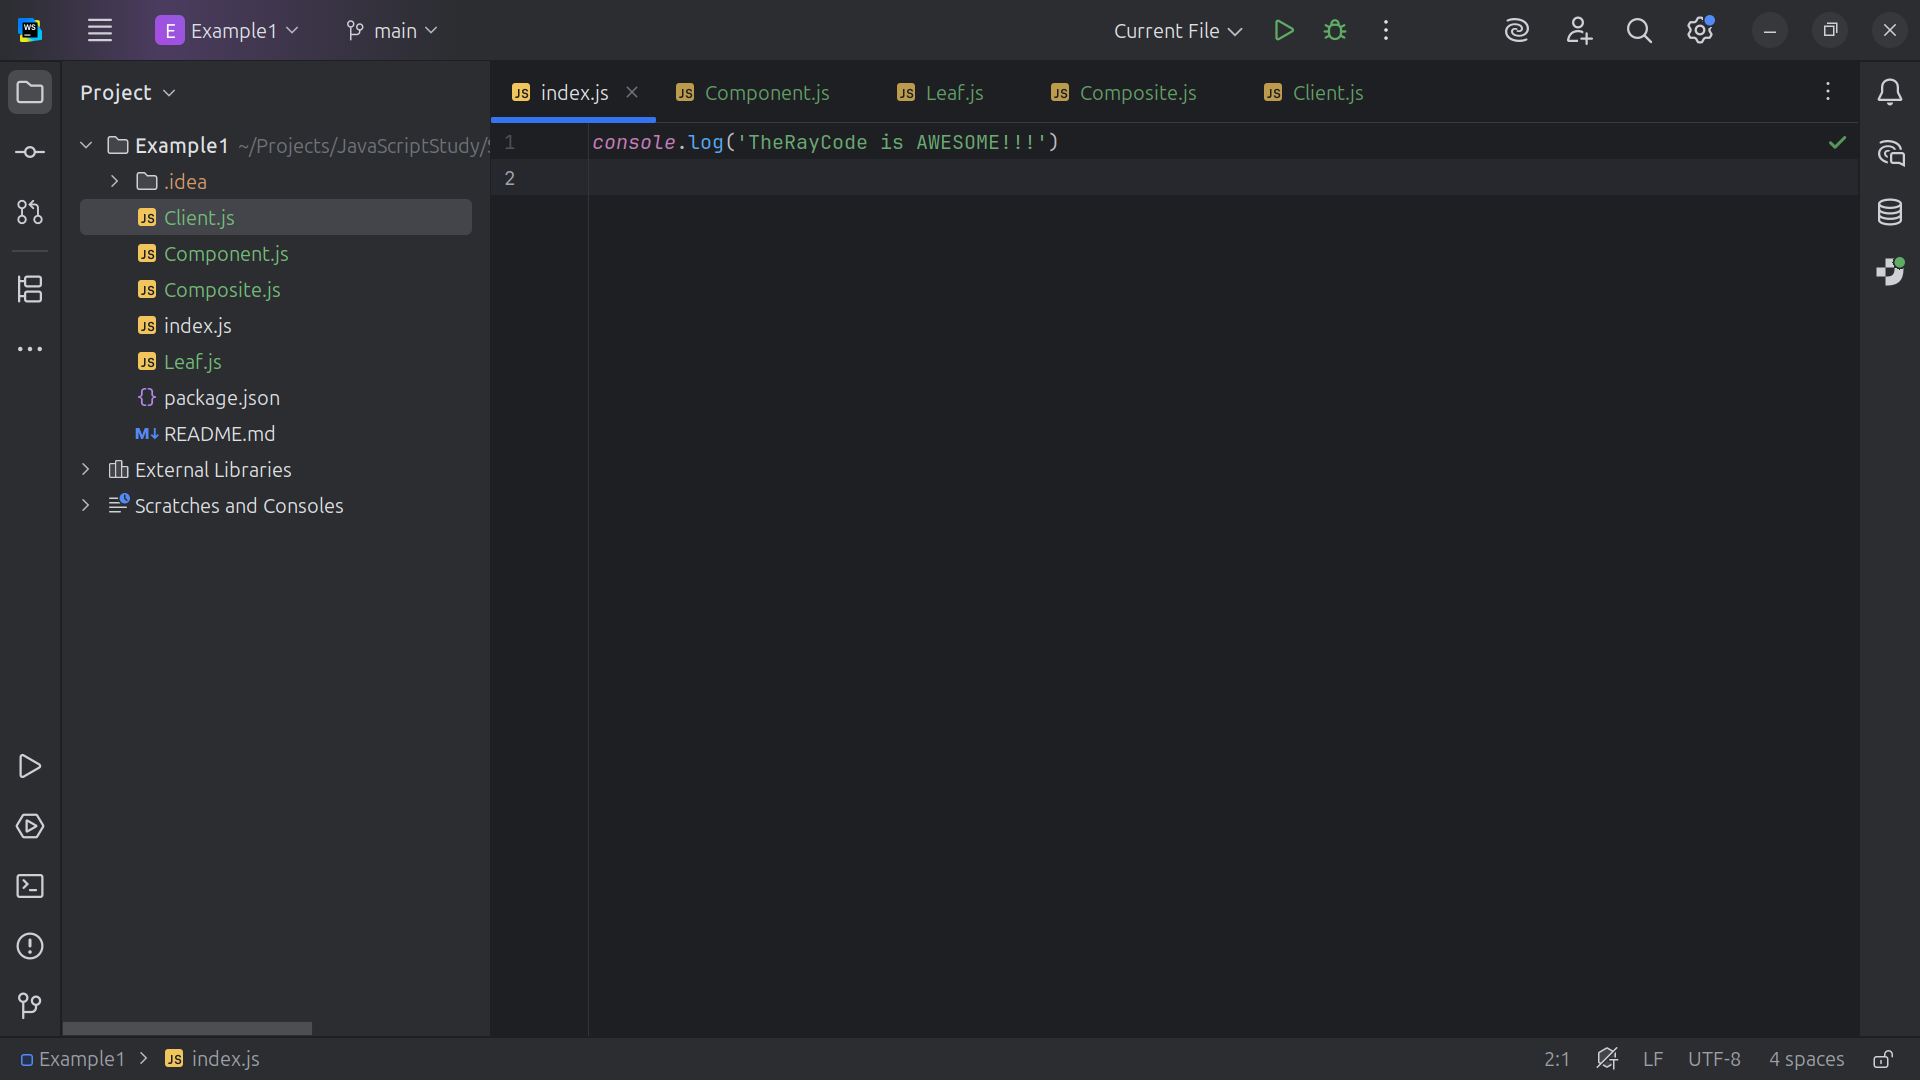 WS E Example1 main Current File
Project
index.js Component.js Leaf.js Composite.js Client.js
Example1 ~/Projects/JavaScriptStudy/
.idea
Client.js
Component.js
Composite.js
index.js
Leaf.js
package.json
README.md
External Libraries
Scratches and Consoles
1 console.log('TheRayCode is AWESOME!!!')
2
Example1 > index.js 2:1 LF UTF-8 4 spaces